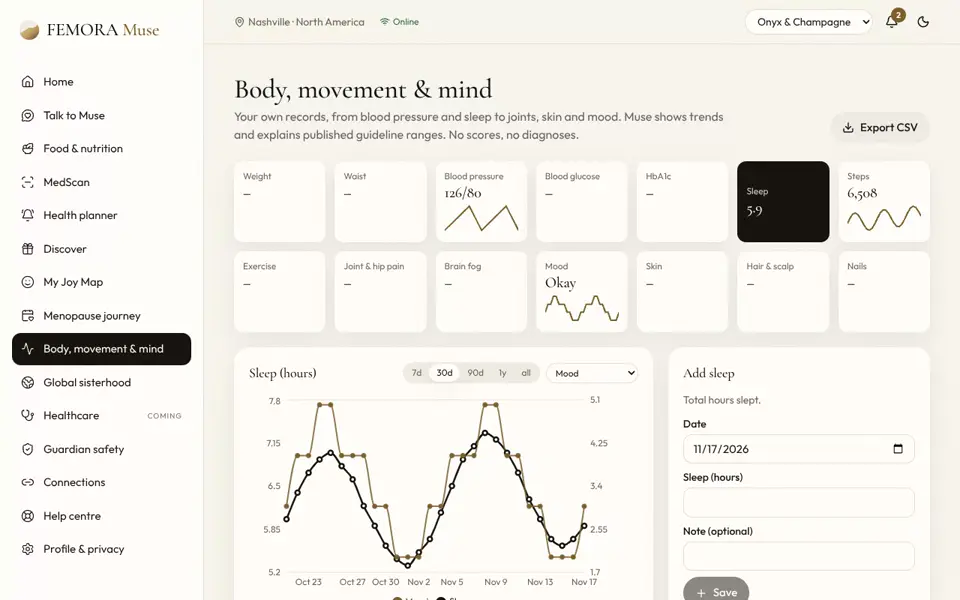 FEMORA Muse
Nashville · North America
Online
Onyx & Champagne
2
Home
Talk to Muse
Food & nutrition
MedScan
Health planner
Discover
My Joy Map
Menopause journey
Body, movement & mind
Global sisterhood
Healthcare COMING
Guardian safety
Connections
Help centre
Profile & privacy
Body, movement & mind
Your own records, from blood pressure and sleep to joints, skin and mood. Muse shows trends
and explains published guideline ranges. No scores, no diagnoses.
Export CSV
Weight
–
Waist
–
Blood pressure
126/80
Blood glucose
–
HbA1c
–
Sleep
5.9
Steps
6,508
Exercise
–
Joint & hip pain
–
Brain fog
–
Mood
Okay
Skin
–
Hair & scalp
–
Nails
–
Sleep (hours)
7d 30d 90d 1y all
Mood
7.8
7.15
6.5
5.85
5.2
5.1
4.25
3.4
2.55
1.7
Oct 23 Oct 27 Oct 30 Nov 2 Nov 5 Nov 9 Nov 13 Nov 17
Add sleep
Total hours slept.
Date
11/17/2026
Sleep (hours)
Note (optional)
+ Save